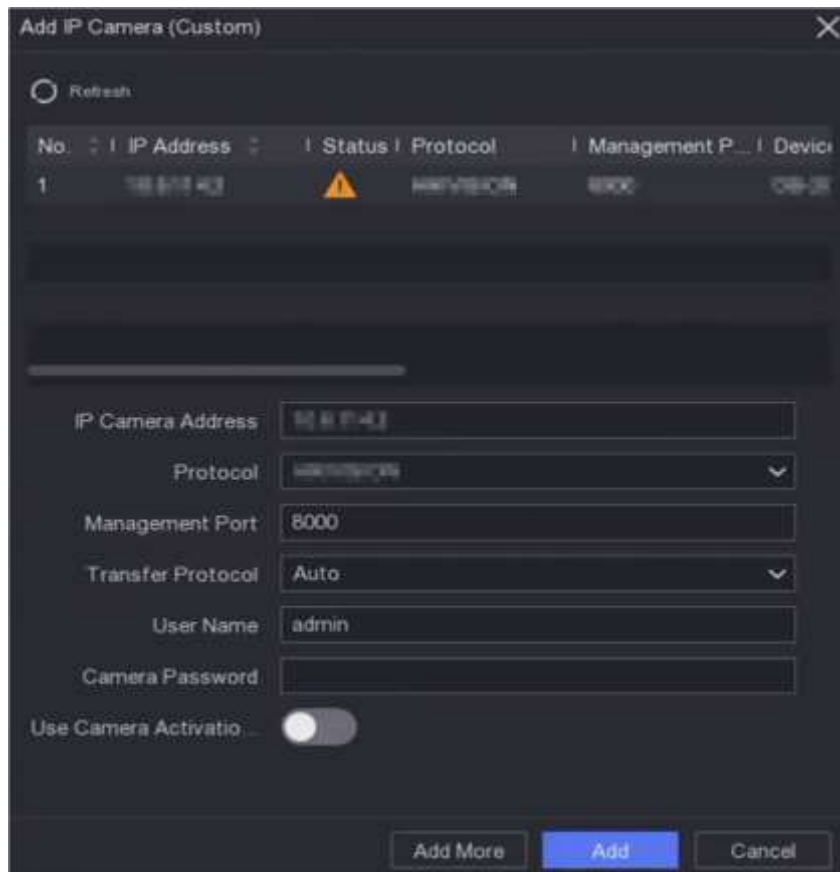 Add IP Camera (Custom)
Refresh
No. IP Address Status Protocol Management P... Device
1
IP Camera Address
Protocol
Management Port 8000
Transfer Protocol Auto
User Name admin
Camera Password
Use Camera Activatio...
Add More Add Cancel